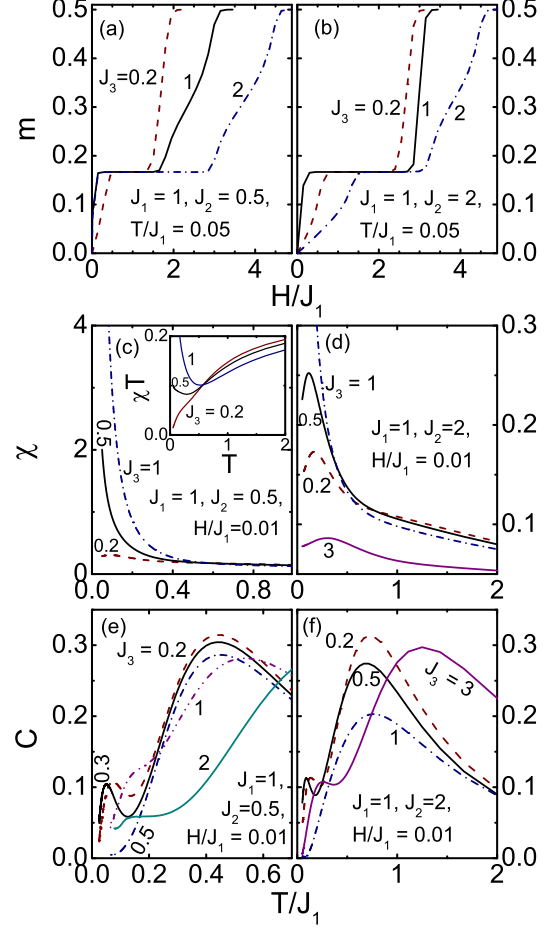 0.5
0.4
0.3
0.2
0.1
0.0
m
(a)
J3=0.2
1
2
J1 = 1, J2 = 0.5,
T/J1 = 0.05
0
2
4
(b)
J3 = 0.2
1
2
J1 = 1, J2 = 2,
T/J1 = 0.05
0
2
4
0.5
0.4
0.3
0.2
0.1
0.0
H/J1
4
2
0
χ
(c)
0.5
J3=1
0.2
J1 = 1, J2 = 0.5,
H/J1=0.01
0.2
0.0
χT
1
0.5
J3 = 0.2
0
1
2
T
0.0
0.4
0.8
(d)
J3 = 1
0.5
0.2
3
J1=1, J2=2,
H/J1 = 0.01
0
1
2
0.3
0.2
0.1
0.3
0.2
0.1
0.0
C
(e)
J3 = 0.2
0.3
1
2
0.5
J1=1,
J2=0.5,
H/J1 = 0.01
0.0
0.2
0.4
0.6
(f)
0.2
0.5
J3 = 3
1
J1=1, J2=2,
H/J1 = 0.01
0
1
2
0.3
0.2
0.1
0.0
T/J1